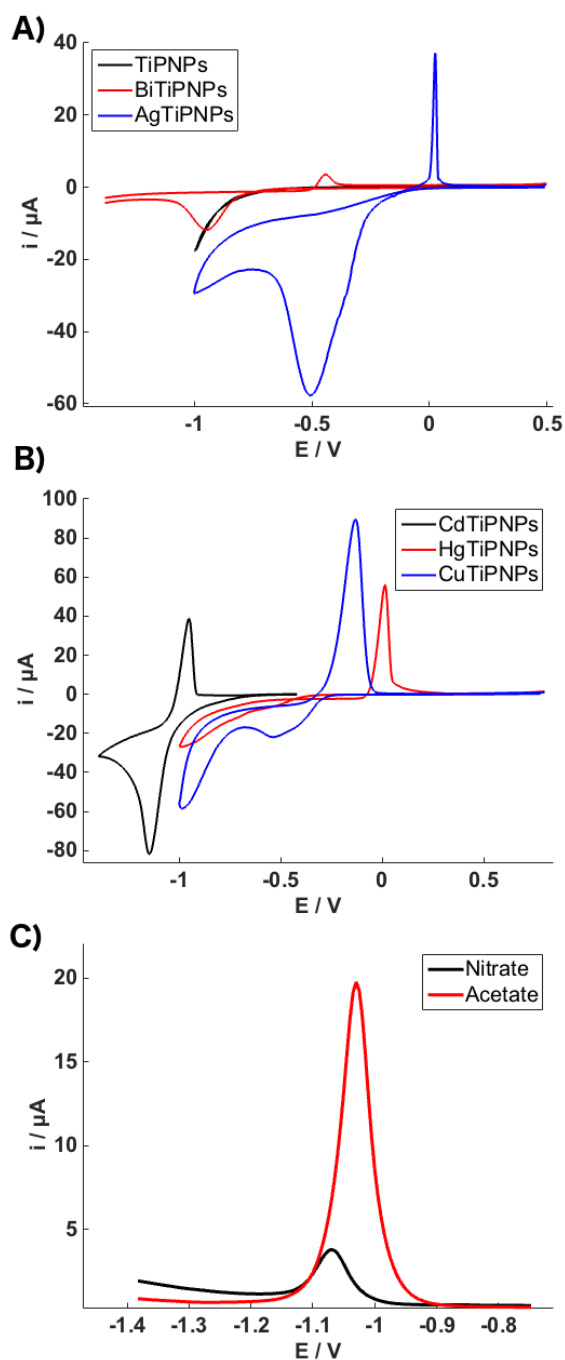 A)
40
20
0
-20
-40
-60
i / µA
TiPNPs
BiTiPNPs
AgTiPNPs
-1 -0.5 0 0.5
E / V
B)
100
80
60
40
20
0
-20
-40
-60
-80
i / µA
CdTiPNPs
HgTiPNPs
CuTiPNPs
-1 -0.5 0 0.5
E / V
C)
20
15
10
5
i / µA
Nitrate
Acetate
-1.4 -1.3 -1.2 -1.1 -1 -0.9 -0.8
E / V